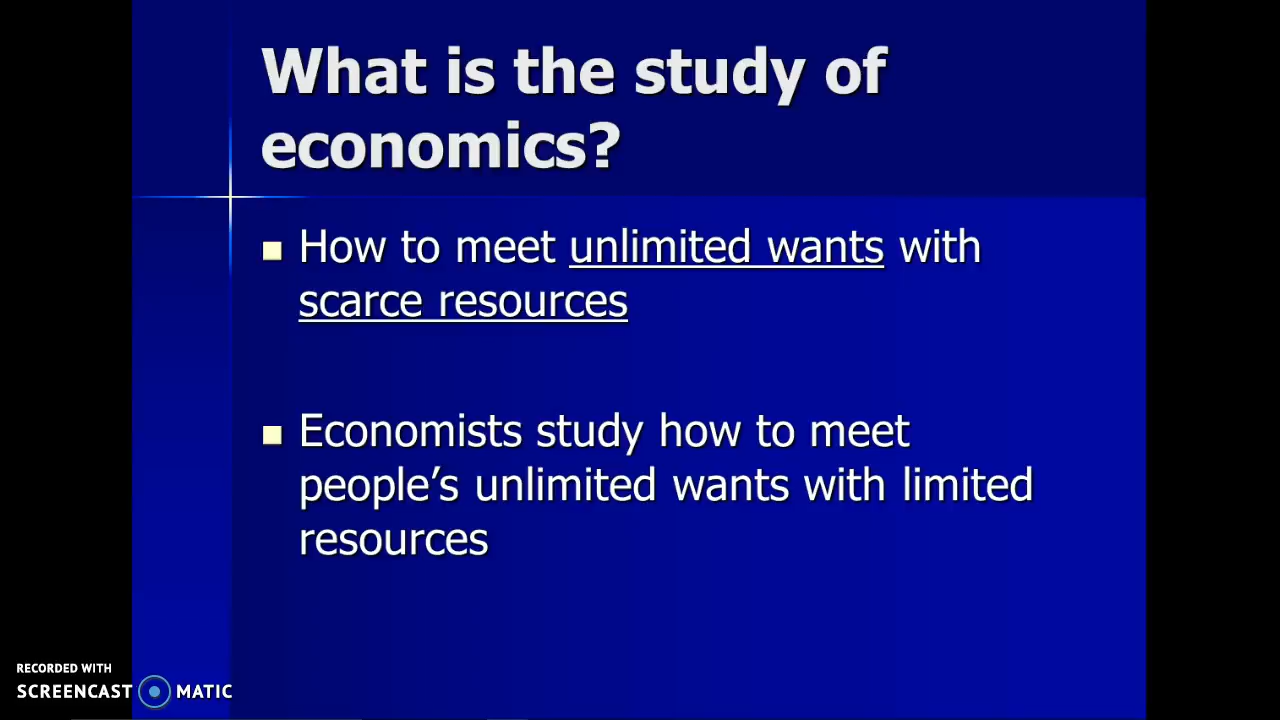 What is the study of
economics?
How to meet unlimited wants with
scarce resources
Economists study how to meet
people’s unlimited wants with limited
resources
RECORDED WITH
SCREENCAST MATIC